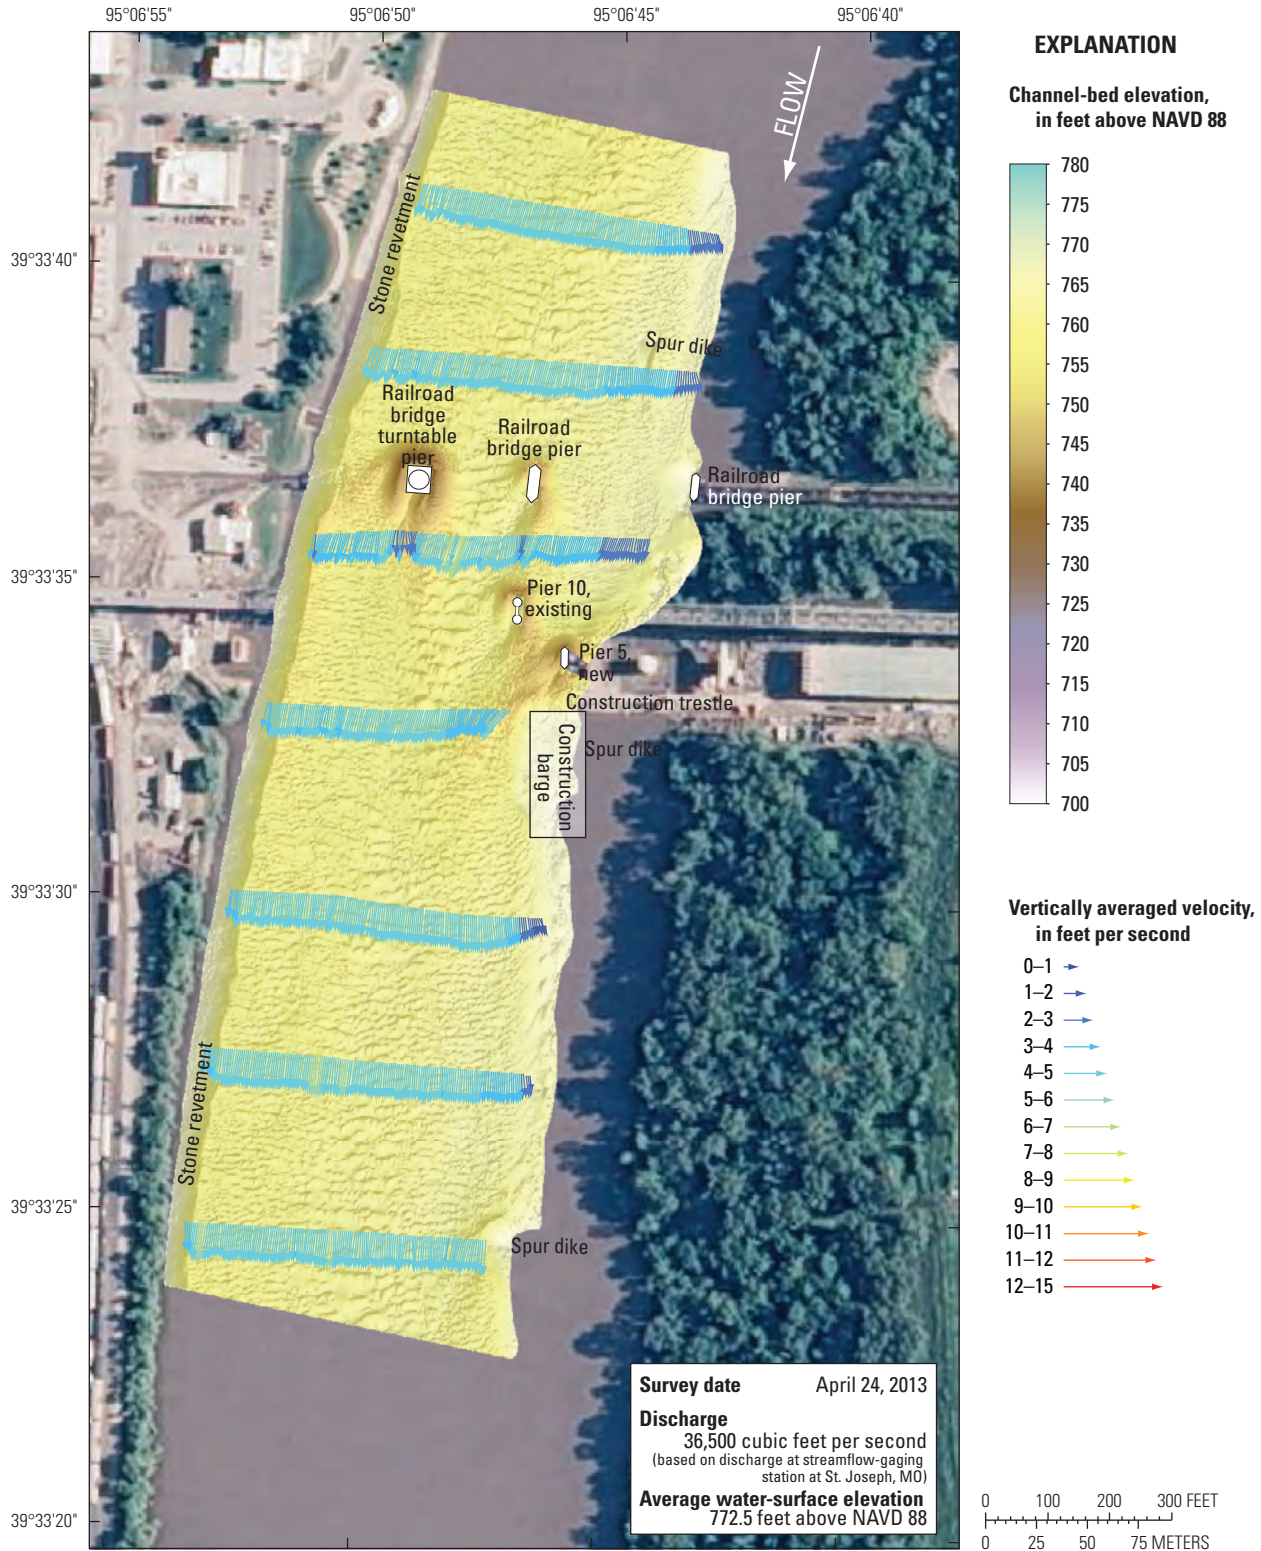 95°06'55"
95°06'50"
95°06'45"
95°06'40"
39°33'40"
39°33'35"
39°33'30"
39°33'25"
39°33'20"
FLOW
Stone revetment
Spur dike
Railroad
bridge
turntable
pier
Railroad
bridge pier
Railroad
bridge pier
Pier 10,
existing
Pier 5,
new
Construction trestle
Construction
barge
Spur dike
Stone revetment
Spur dike
Survey date April 24, 2013
Discharge
36,500 cubic feet per second
(based on discharge at streamflow-gaging
station at St. Joseph, MO)
Average water-surface elevation
772.5 feet above NAVD 88
EXPLANATION
Channel-bed elevation,
in feet above NAVD 88
780
775
770
765
760
755
750
745
740
735
730
725
720
715
710
705
700
Vertically averaged velocity,
in feet per second
0–1
1–2
2–3
3–4
4–5
5–6
6–7
7–8
8–9
9–10
10–11
11–12
12–15
0 100 200 300 FEET
0 25 50 75 METERS